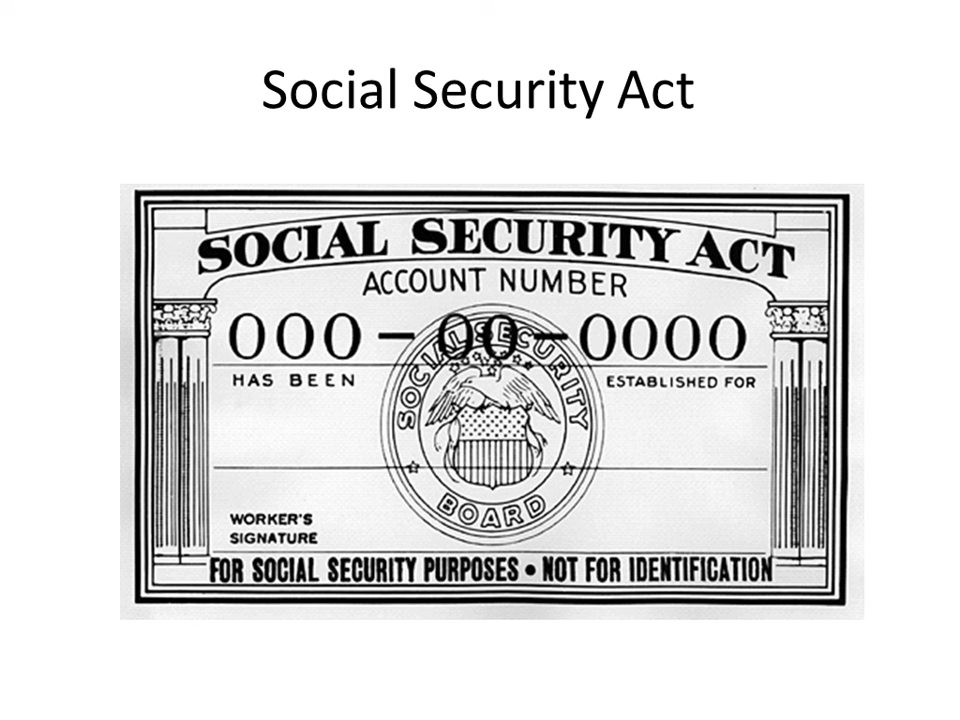 Social Security Act
SOCIAL SECURITY ACT
ACCOUNT NUMBER
000-00-0000
HAS BEEN ESTABLISHED FOR
SOCIAL SECURITY
BOARD
WORKER'S
SIGNATURE
FOR SOCIAL SECURITY PURPOSES • NOT FOR IDENTIFICATION